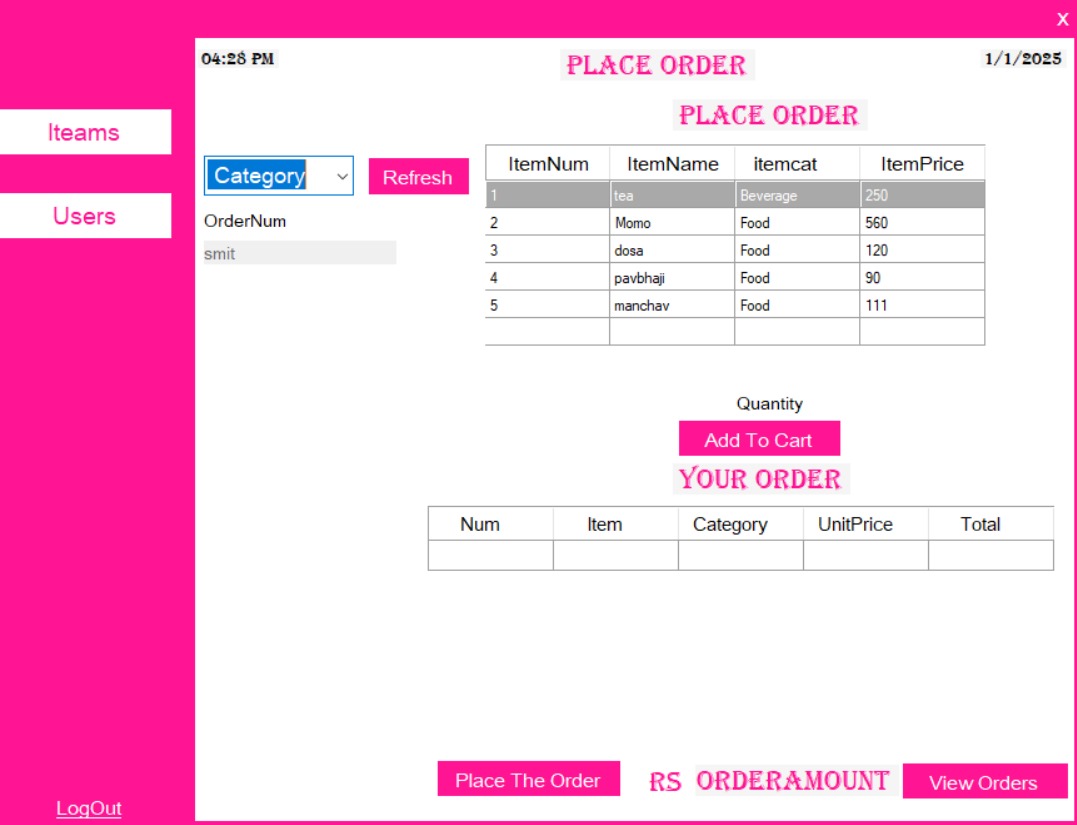 X
04:28 PM
PLACE ORDER
1/1/2025
PLACE ORDER
Iteams
Users
Category
Refresh
OrderNum
smit
ItemNum ItemName itemcat ItemPrice
1 tea Beverage 250
2 Momo Food 560
3 dosa Food 120
4 pavbhaji Food 90
5 manchav Food 111
Quantity
Add To Cart
YOUR ORDER
Num Item Category UnitPrice Total
Place The Order
RS ORDERAMOUNT
View Orders
LogOut